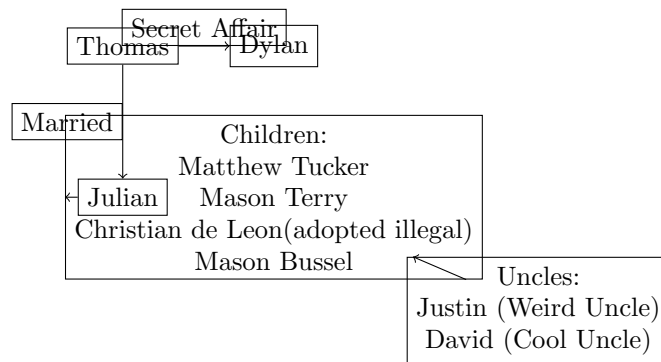 Secret Affair
Thomas
Dylan
Married
Children:
Matthew Tucker
Julian
Mason Terry
Christian de Leon(adopted illegal)
Mason Bussel
Uncles:
Justin (Weird Uncle)
David (Cool Uncle)